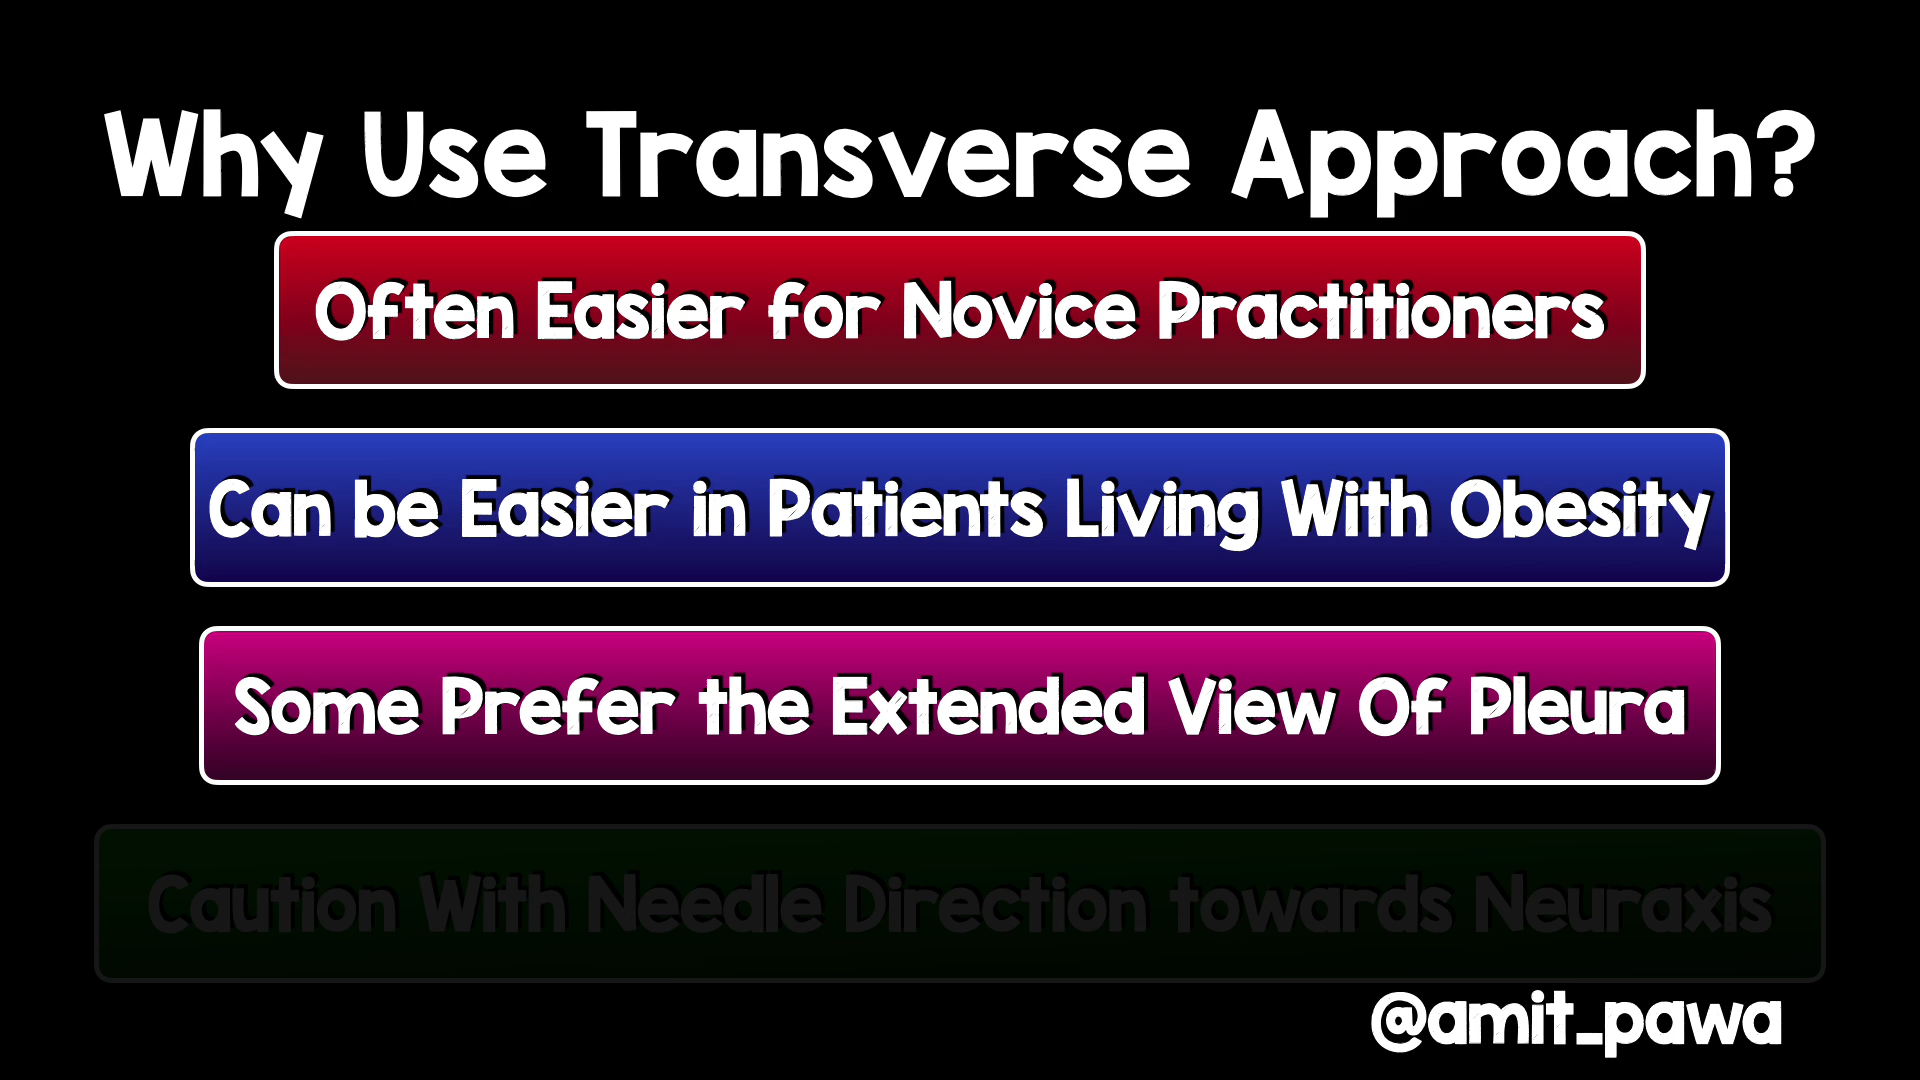 Why Use Transverse Approach?
Often Easier for Novice Practitioners
Can be Easier in Patients Living With Obesity
Some Prefer the Extended View Of Pleura
Caution With Needle Direction towards Neuraxis
@amit_pawa